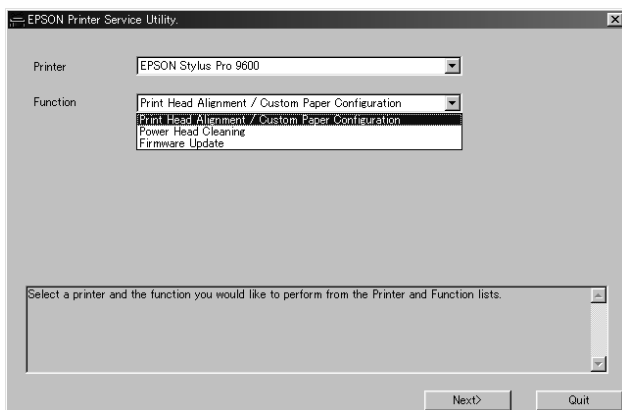 EPSON Printer Service Utility.
Printer EPSON Stylus Pro 9600
Function Print Head Alignment / Custom Paper Configuration
Print Head Alignment / Custom Paper Configuration
Power Head Cleaning
Firmware Update
Select a printer and the function you would like to perform from the Printer and Function lists.
Next> Quit